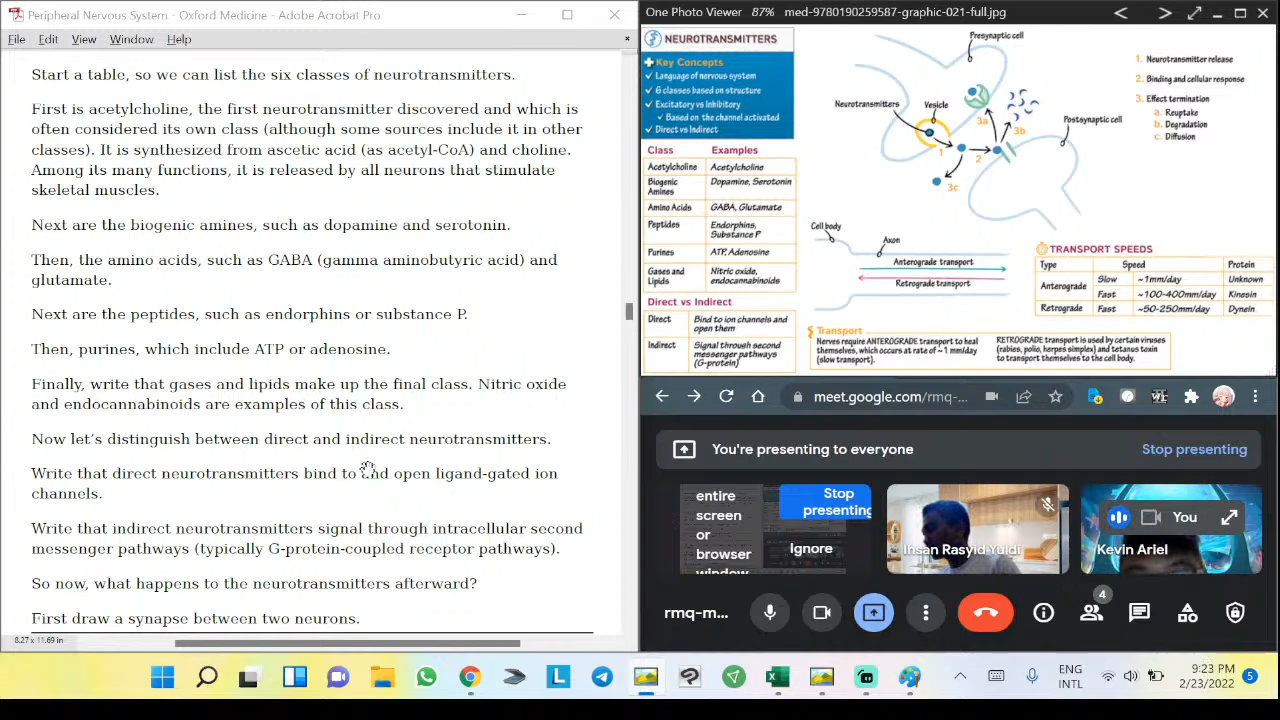 Peripheral Nervous System - Oxford Medicine - Adobe Acrobat Pro
File Edit View Window Help
Start a table, so we can list the six classes of neurotransmitters.
First is acetylcholine, the first neurotransmitter discovered and which is
often considered its own class (although some sources include it in other
classes). It is synthesized from ascetic acid (as acetyl-CoA) and choline.
Among its many functions, it is released by all neurons that stimulate
skeletal muscles.
Next are the biogenic amines, such as dopamine and serotonin.
Then, the amino acids, such as GABA (gamma aminobutyric acid) and
glutamate.
Next are the peptides, such as endorphins or substance P.
Then, purines, which include ATP or adenosine.
Finally, write that gases and lipids make up the final class. Nitric oxide
and endocannabinoids are examples of this class.
Now let's distinguish between direct and indirect neurotransmitters.
Write that direct neurotransmitters bind to and open ligand-gated ion
channels.
Write that indirect neurotransmitters signal through intracellular second
messenger pathways (typically G-protein-coupled receptor pathways).
So now, what happens to the neurotransmitters afterward?
First draw a synapse between two neurons.
8.27 x 11.69 in
One Photo Viewer 87% med-9780190259587-graphic-021-full.jpg
NEUROTRANSMITTERS
Key Concepts
Language of nervous system
6 classes based on structure
Excitatory vs Inhibitory
Based on the channel activated
Direct vs Indirect
Class Examples
Acetylcholine Acetylcholine
Biogenic Amines Dopamine, Serotonin
Amino Acids GABA, Glutamate
Peptides Endorphins, Substance P
Purines ATP, Adenosine
Gases and Lipids Nitric oxide, endocannabinoids
Direct vs Indirect
Direct Bind to ion channels and open them
Indirect Signal through second messenger pathways (G-protein)
Presynaptic cell
Neurotransmitters
Vesicle
Postsynaptic cell
1
2
3a
3b
3c
1. Neurotransmitter release
2. Binding and cellular response
3. Effect termination
a. Reuptake
b. Degradation
c. Diffusion
Cell body
Axon
Anterograde transport
Retrograde transport
TRANSPORT SPEEDS
Type Speed Protein
Anterograde Slow ~1mm/day Unknown
Fast ~100-400mm/day Kinesin
Retrograde Fast ~50-250mm/day Dynein
Transport
Nerves require ANTEROGRADE transport to heal
themselves, which occurs at rate of ~1 mm/day
(slow transport).
RETROGRADE transport is used by certain viruses
(rabies, polio, herpes simplex) and tetanus toxin
to transport themselves to the cell body.
meet.google.com/rmq-...
You're presenting to everyone
Stop presenting
entire
screen
or
browser
window
Stop
presenting
Ignore
Ihsan Rasyid Yuldi
You
Kevin Ariel
rmq-m...
4
ENG
INTL
9:23 PM
2/23/2022
5